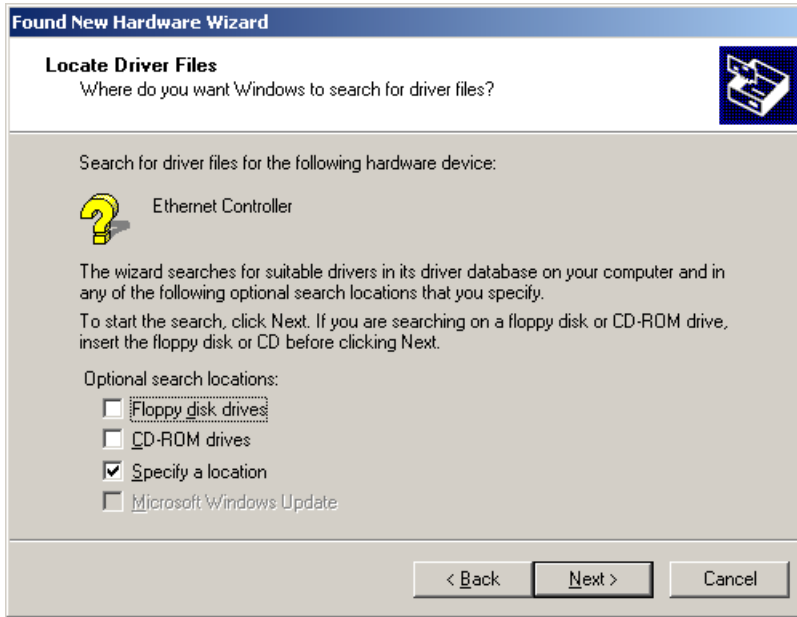 Found New Hardware Wizard
Locate Driver Files
Where do you want Windows to search for driver files?
Search for driver files for the following hardware device:
Ethernet Controller
The wizard searches for suitable drivers in its driver database on your computer and in
any of the following optional search locations that you specify.
To start the search, click Next. If you are searching on a floppy disk or CD-ROM drive,
insert the floppy disk or CD before clicking Next.
Optional search locations:
Floppy disk drives
CD-ROM drives
Specify a location
Microsoft Windows Update
< Back Next > Cancel